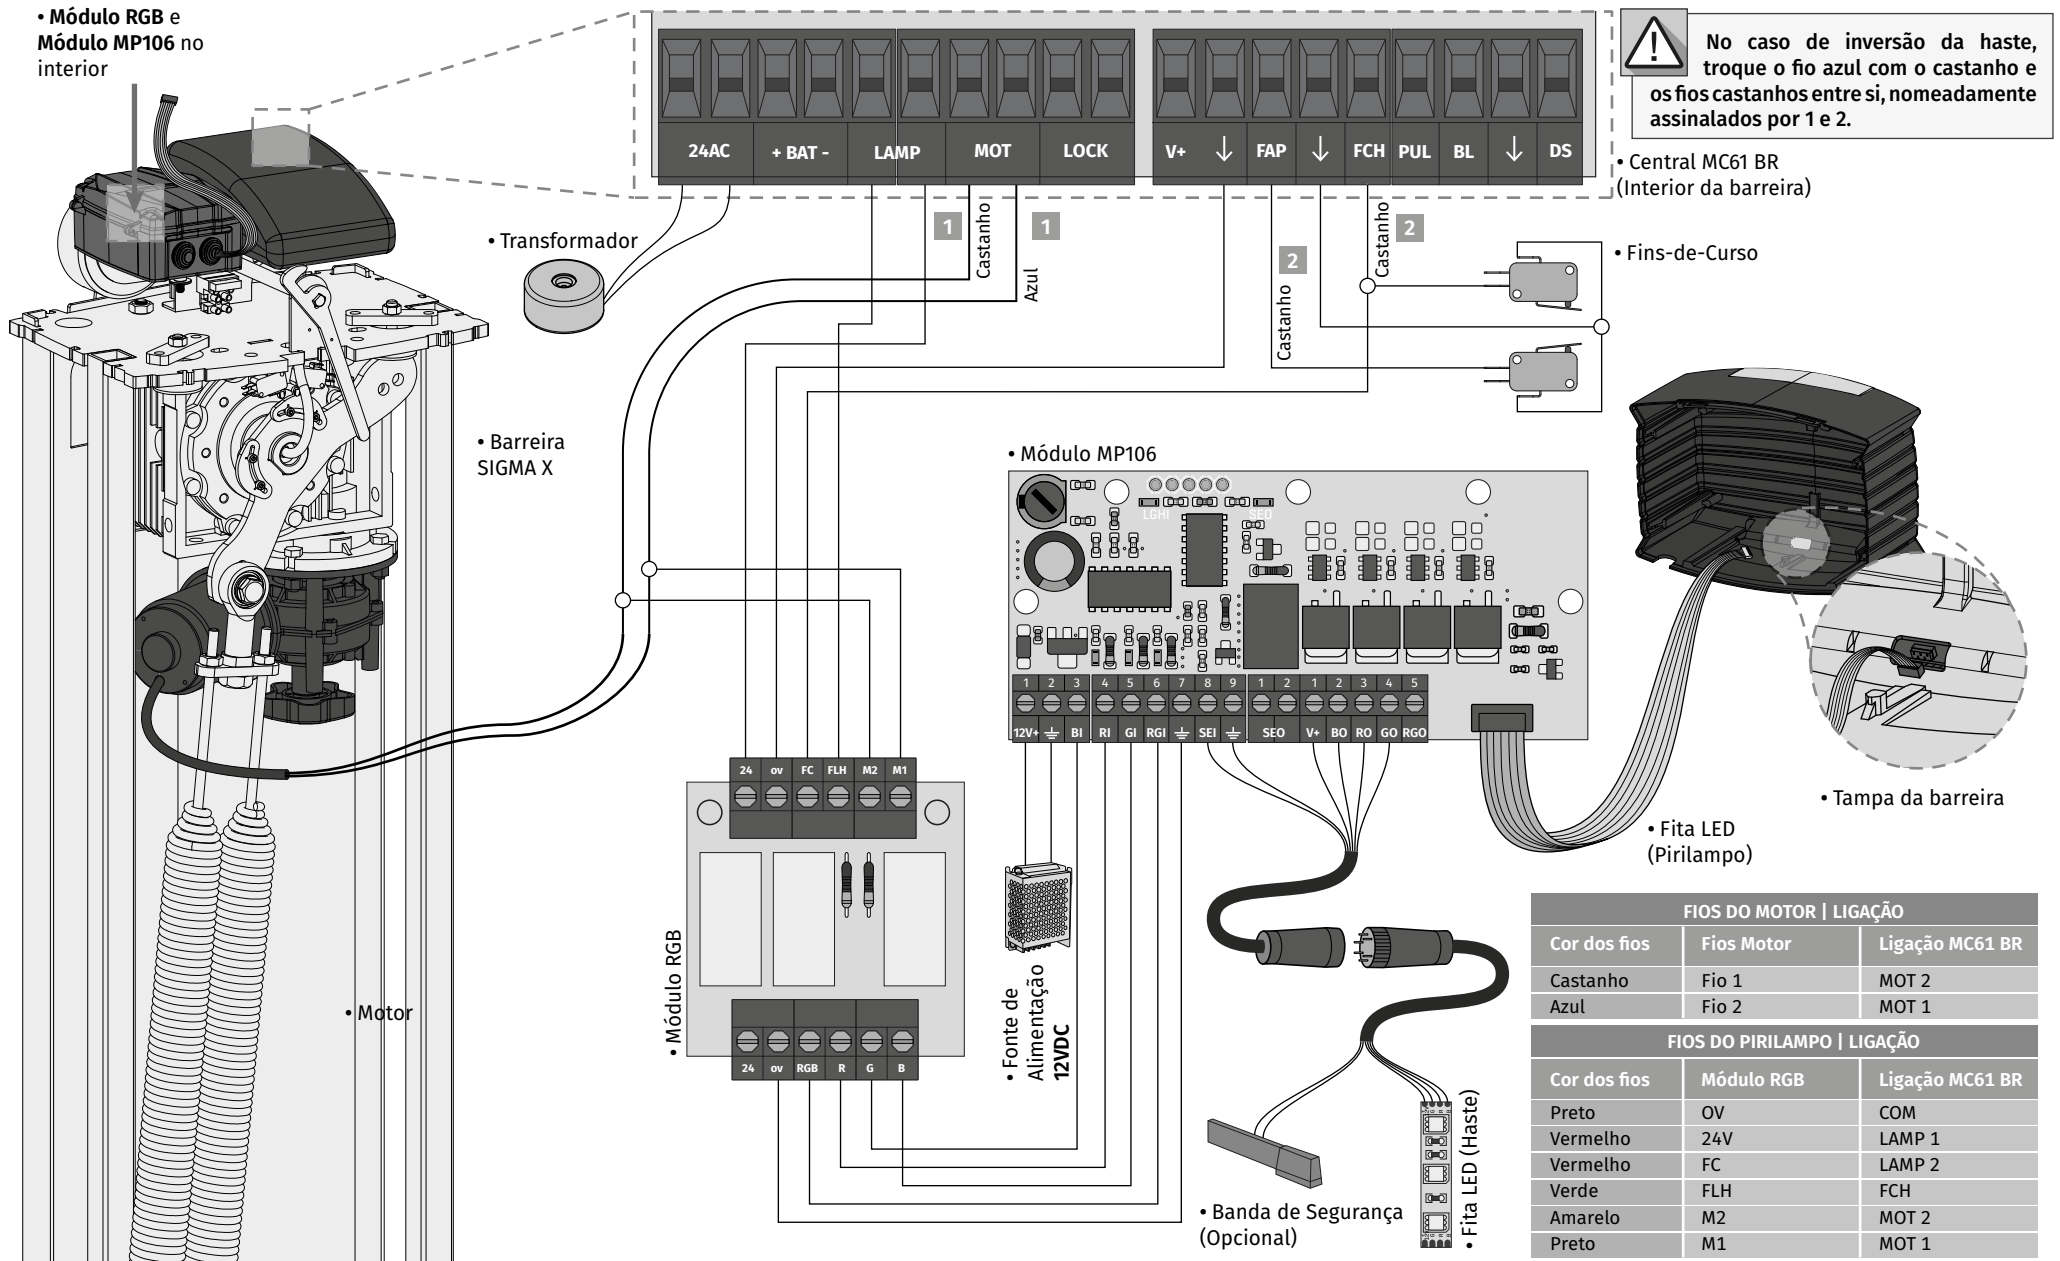 • Módulo RGB e
Módulo MP106 no
interior
24AC
+ BAT -
LAMP
MOT
LOCK
V+
↓
FAP
↓
FCH
PUL
BL
↓
DS
No caso de inversão da haste,
troque o fio azul com o castanho e
os fios castanhos entre si, nomeadamente
assinalados por 1 e 2.
• Central MC61 BR
(Interior da barreira)
• Transformador
1
Castanho
1
Azul
2
Castanho
Castanho
2
• Fins-de-Curso
• Barreira
SIGMA X
• Módulo MP106
LGHI
SEO
1 2 3 4 5 6 7 8 9 1 2 1 2 3 4 5
12V+ BI RI GI RGI SEI SEO V+ BO RO GO RGO
• Tampa da barreira
• Fita LED
(Pirilampo)
24 0V FC FLH M2 M1
• Módulo RGB
24 0V RGB R G B
• Motor
• Fonte de
Alimentação
12VDC
• Banda de Segurança
(Opcional)
• Fita LED (Haste)
FIOS DO MOTOR | LIGAÇÃO
Cor dos fios Fios Motor Ligação MC61 BR
Castanho Fio 1 MOT 2
Azul Fio 2 MOT 1
FIOS DO PIRILAMPO | LIGAÇÃO
Cor dos fios Módulo RGB Ligação MC61 BR
Preto OV COM
Vermelho 24V LAMP 1
Vermelho FC LAMP 2
Verde FLH FCH
Amarelo M2 MOT 2
Preto M1 MOT 1